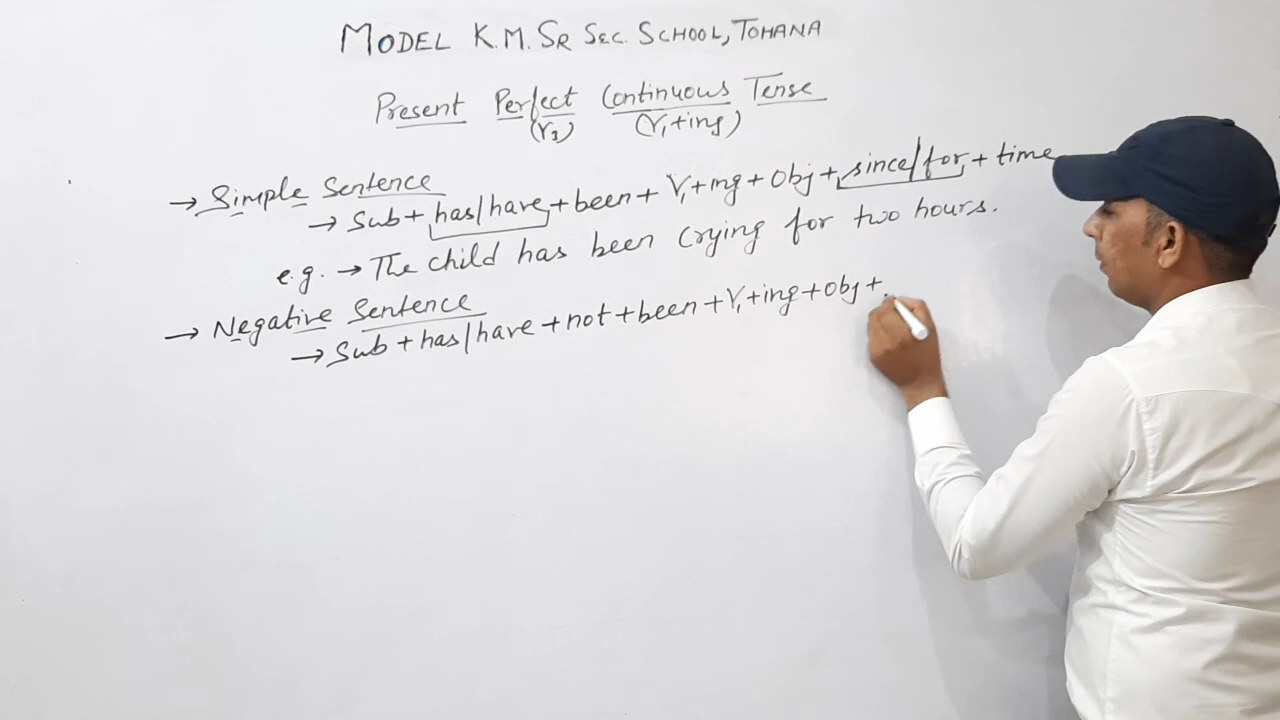 MODEL K.M. SR SEC. SCHOOL, TOHANA
Present Perfect Continuous Tense
(V₃) (V₁+ing)
→ Simple Sentence
→ Sub + has/have + been + V₁+ing + Obj + since/for + time
e.g. → The child has been crying for two hours.
→ Negative Sentence
→ Sub + has/have + not + been + V₁+ing + Obj +